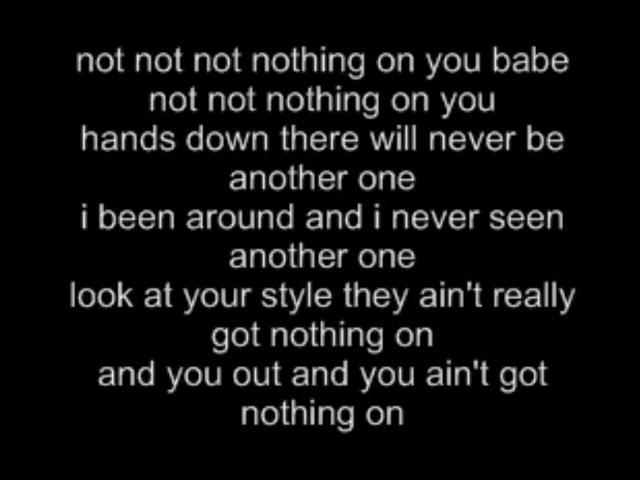 not not not nothing on you babe
not not nothing on you
hands down there will never be
another one
i been around and i never seen
another one
look at your style they ain't really
got nothing on
and you out and you ain't got
nothing on